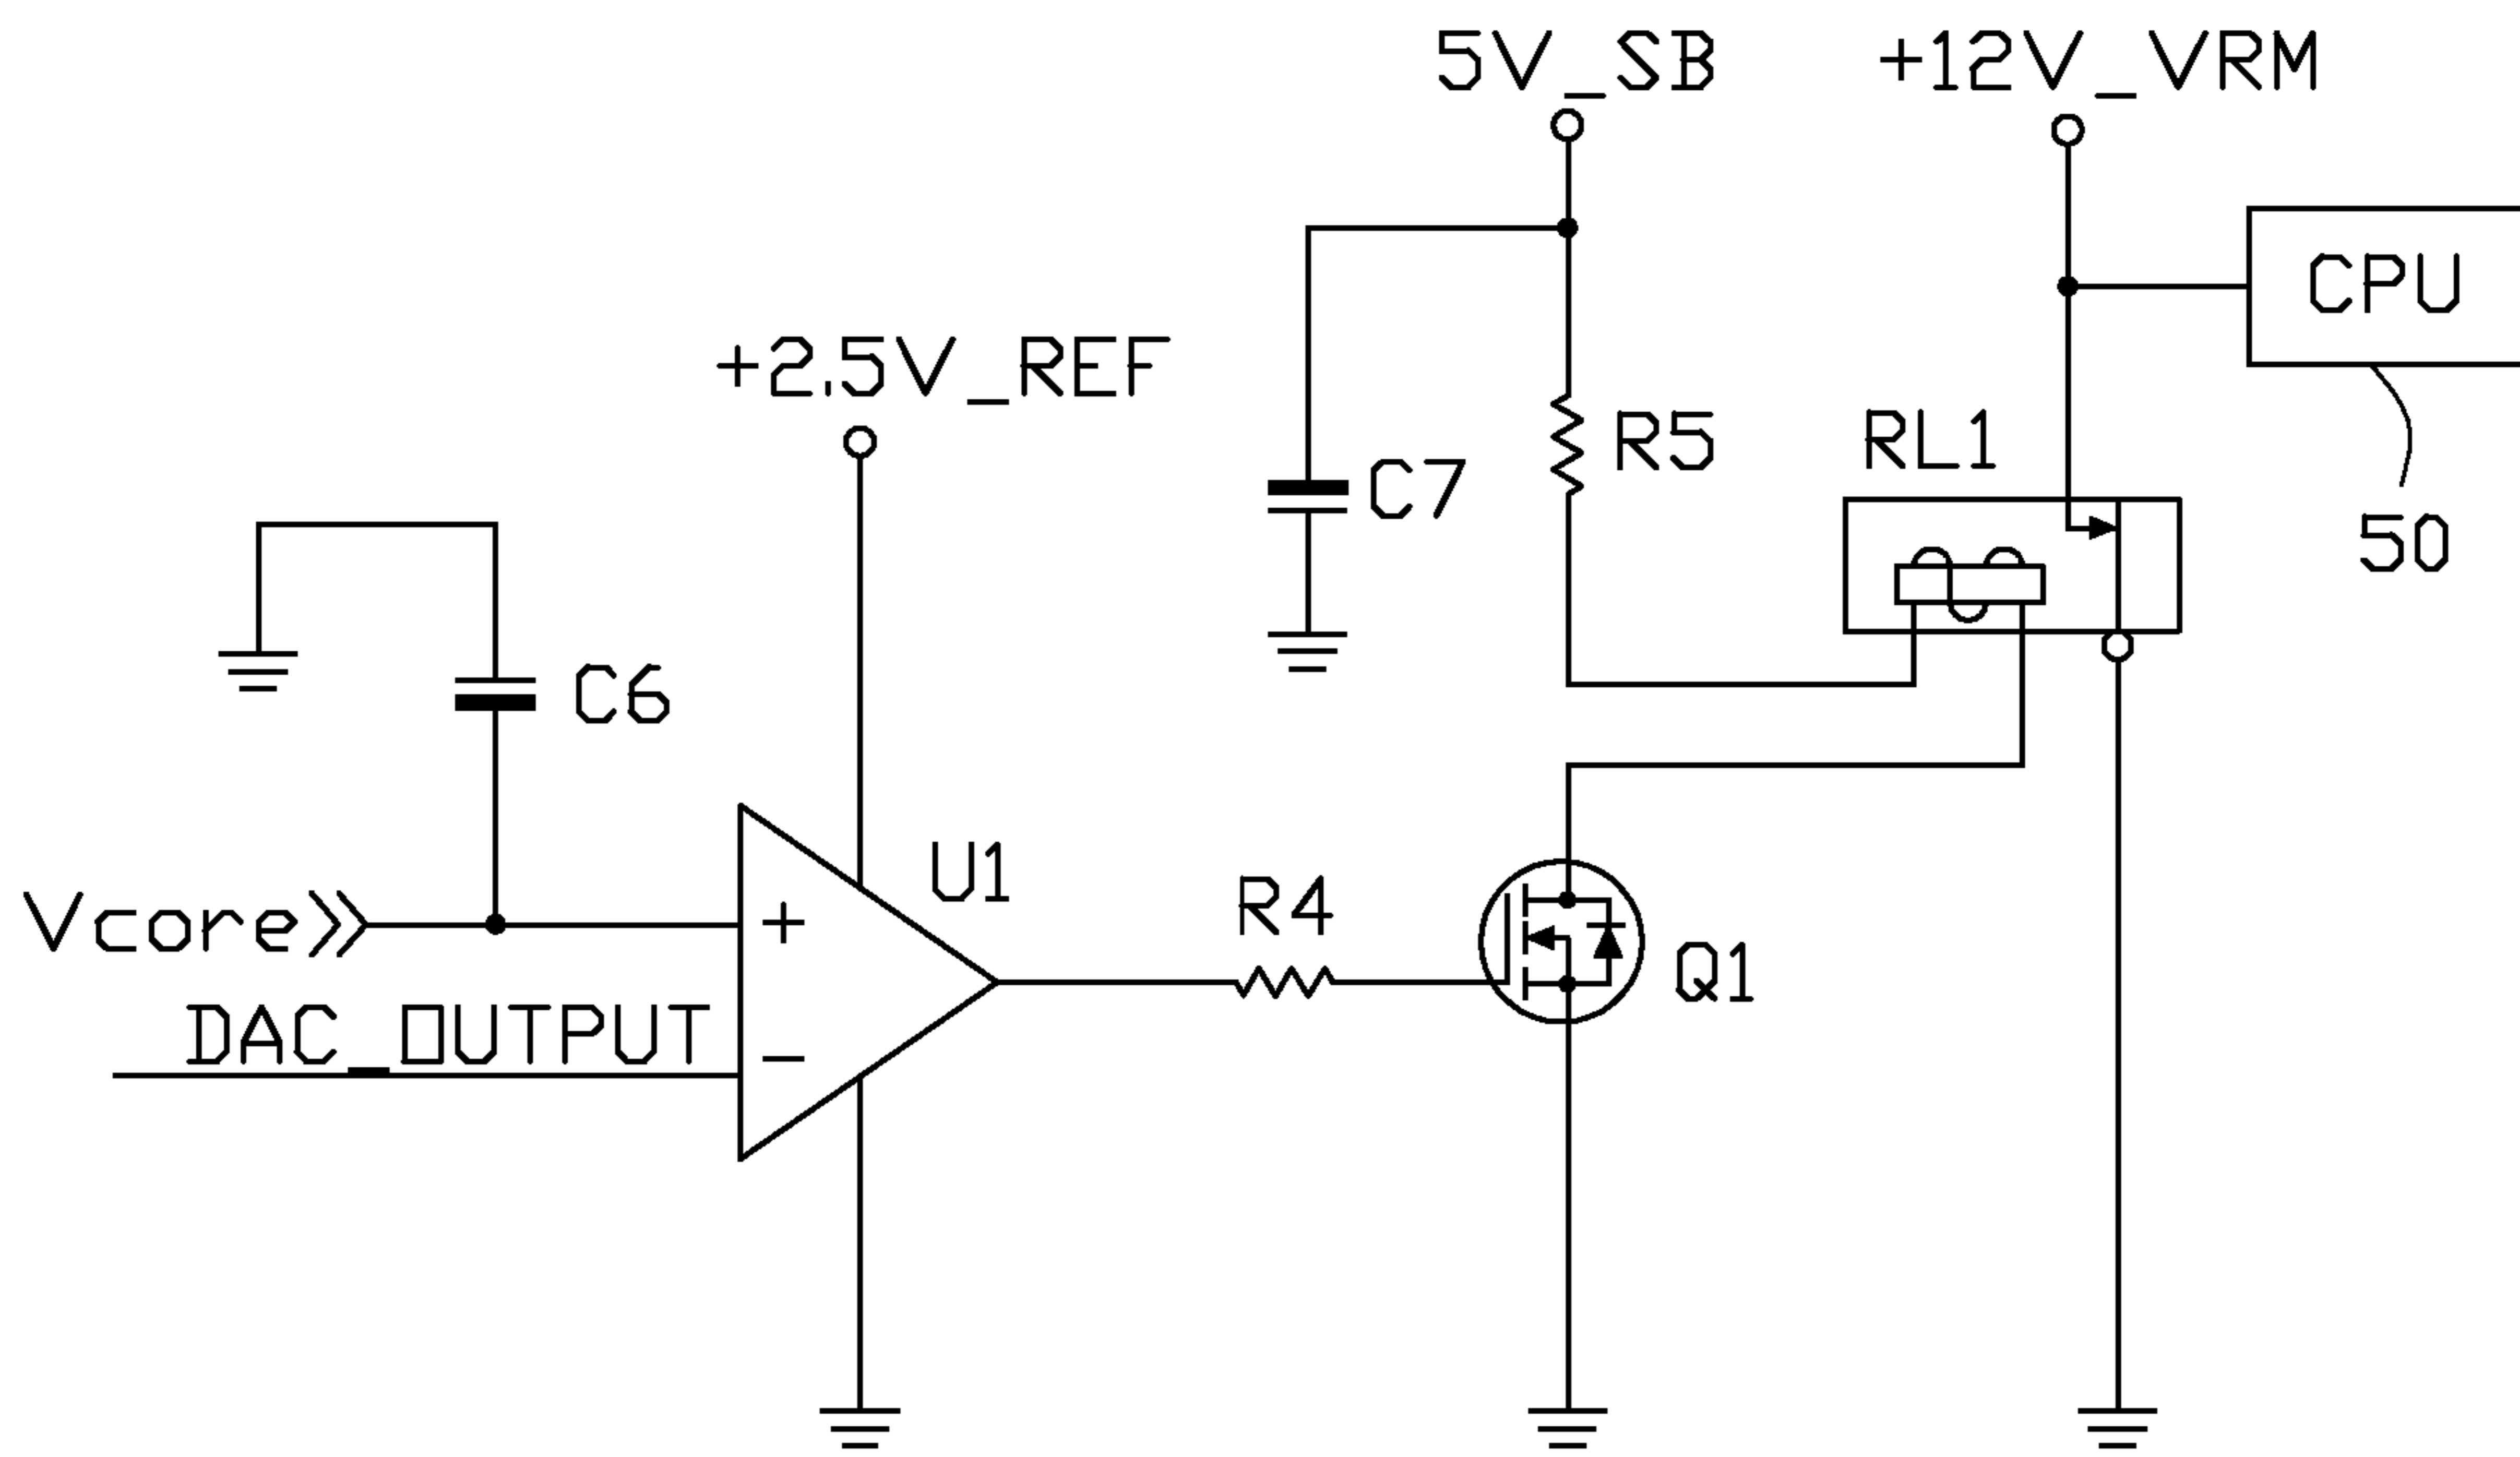 5V_SB
+12V_VRM
CPU
+2.5V_REF
R5
RL1
C7
50
C6
U1
Vcore
R4
+
Q1
DAC_OUTPUT
−